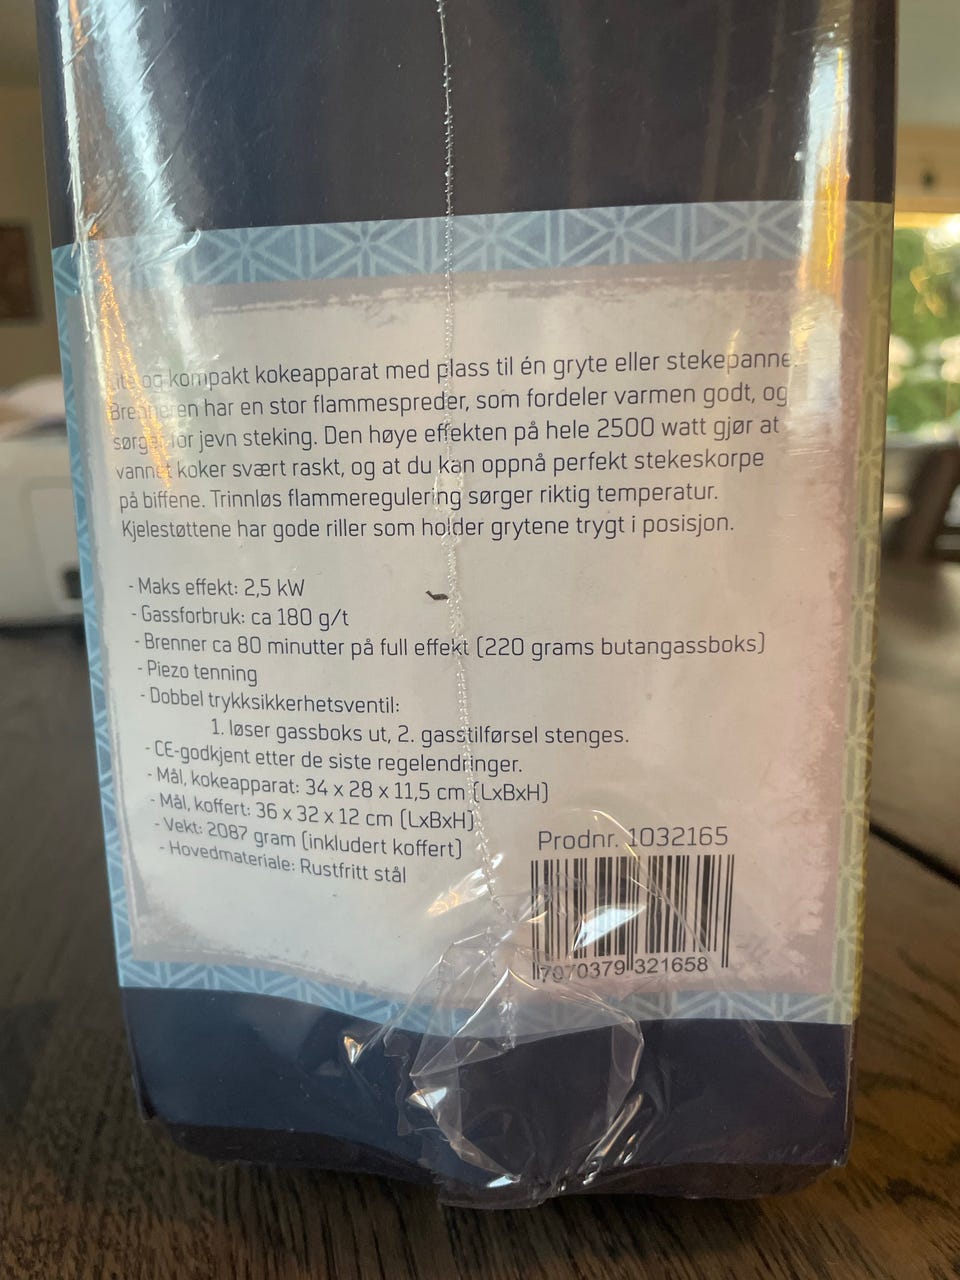 Lite og kompakt kokeapparat med plass til én gryte eller stekepanne.
Brenneren har en stor flammespreder, som fordeler varmen godt, og
sørger for jevn steking. Den høye effekten på hele 2500 watt gjør at
vannet koker svært raskt, og at du kan oppnå perfekt stekeskorpe
på biffene. Trinnløs flammeregulering sørger riktig temperatur.
Kjelestøttene har gode riller som holder grytene trygt i posisjon.
- Maks effekt: 2,5 kW
- Gassforbruk: ca 180 g/t
- Brenner ca 80 minutter på full effekt (220 grams butangassboks)
- Piezo tenning
- Dobbel trykksikkerhetsventil:
1. løser gassboks ut, 2. gasstilførsel stenges.
- CE-godkjent etter de siste regelendringer.
- Mål, kokeapparat: 34 x 28 x 11,5 cm (LxBxH)
- Mål, koffert: 36 x 32 x 12 cm (LxBxH)
- Vekt: 2087 gram (inkludert koffert)
- Hovedmateriale: Rustfritt stål
Prodnr. 1032165
7070379 321658